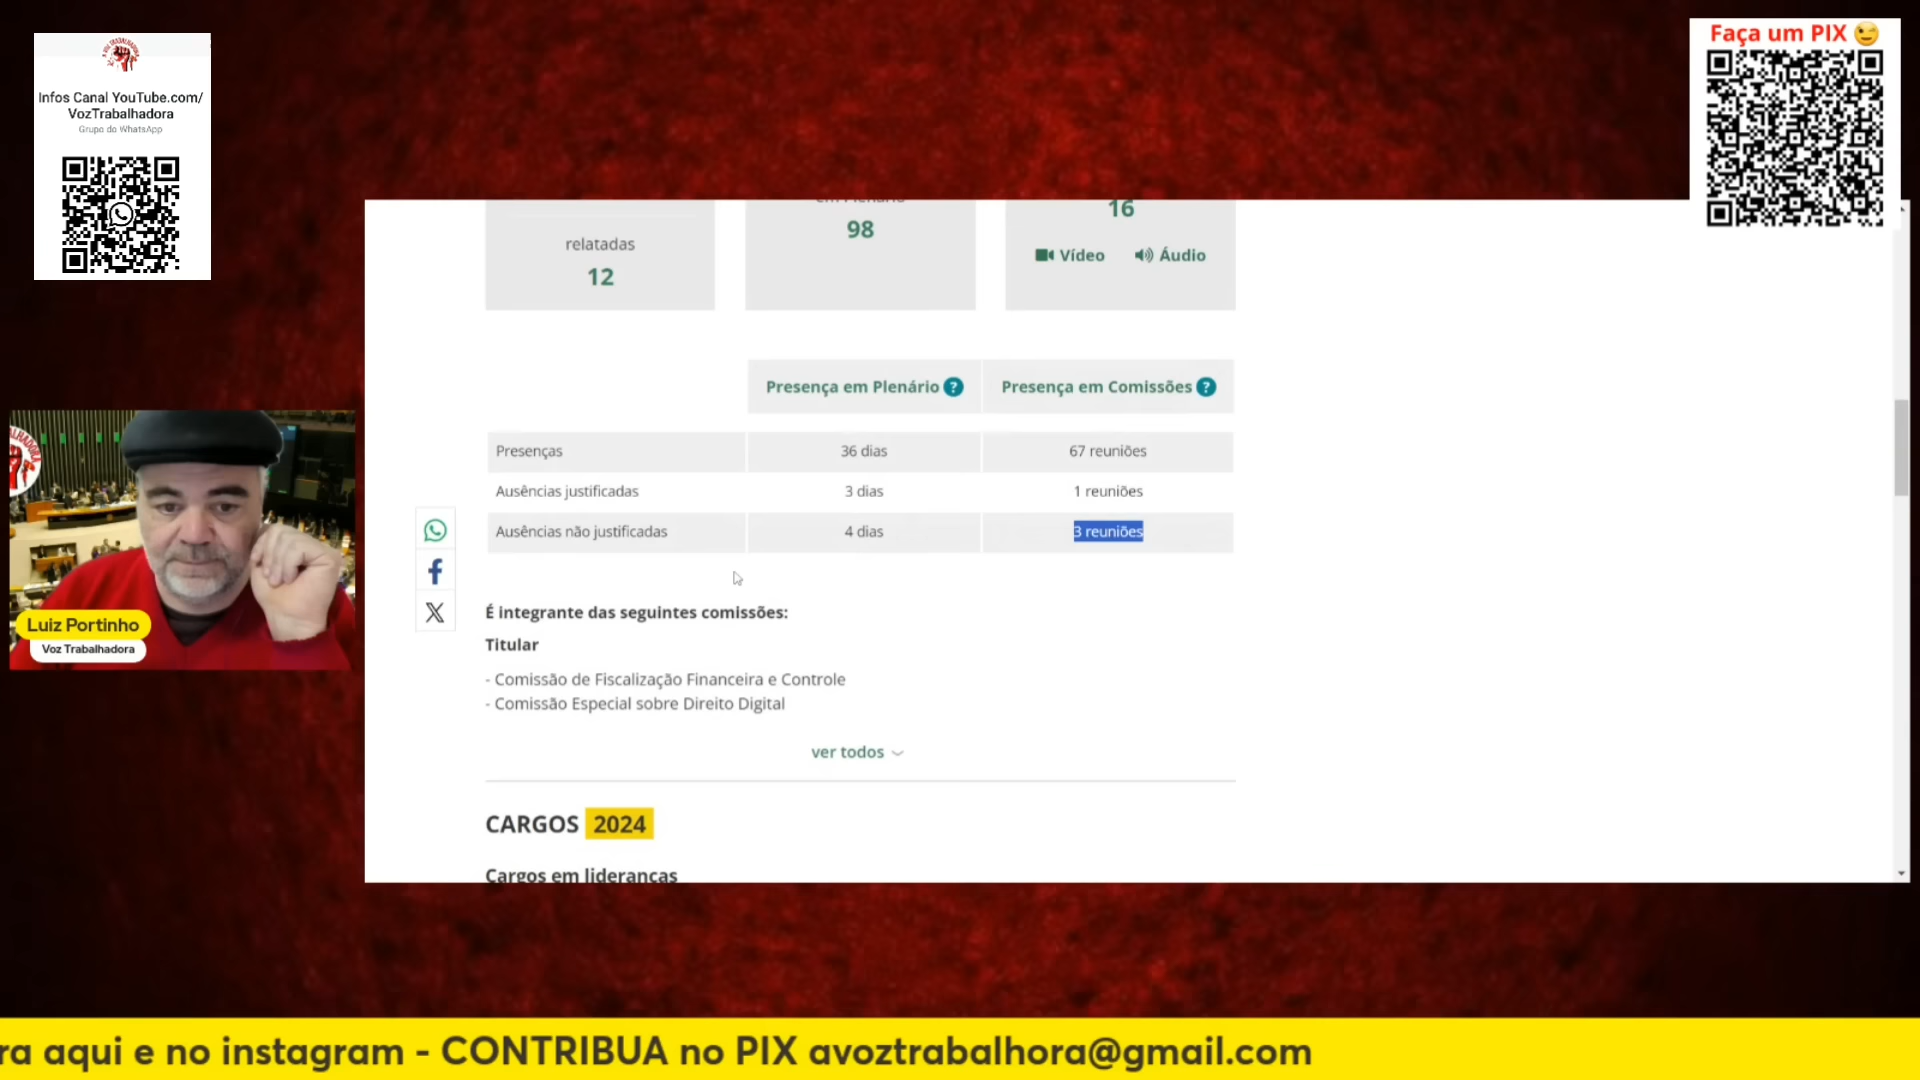 Infos Canal YouTube.com/
VozTrabalhadora
Grupo do WhatsApp
Faça um PIX
relatadas
12
98
16
Vídeo
Áudio
Presença em Plenário ?
Presença em Comissões ?
Presenças
36 dias
67 reuniões
Ausências justificadas
3 dias
1 reuniões
Ausências não justificadas
4 dias
3 reuniões
É integrante das seguintes comissões:
Titular
- Comissão de Fiscalização Financeira e Controle
- Comissão Especial sobre Direito Digital
ver todos
CARGOS 2024
Cargos em lideranças
Luiz Portinho
Voz Trabalhadora
ra aqui e no instagram - CONTRIBUA no PIX avoztrabalhora@gmail.com